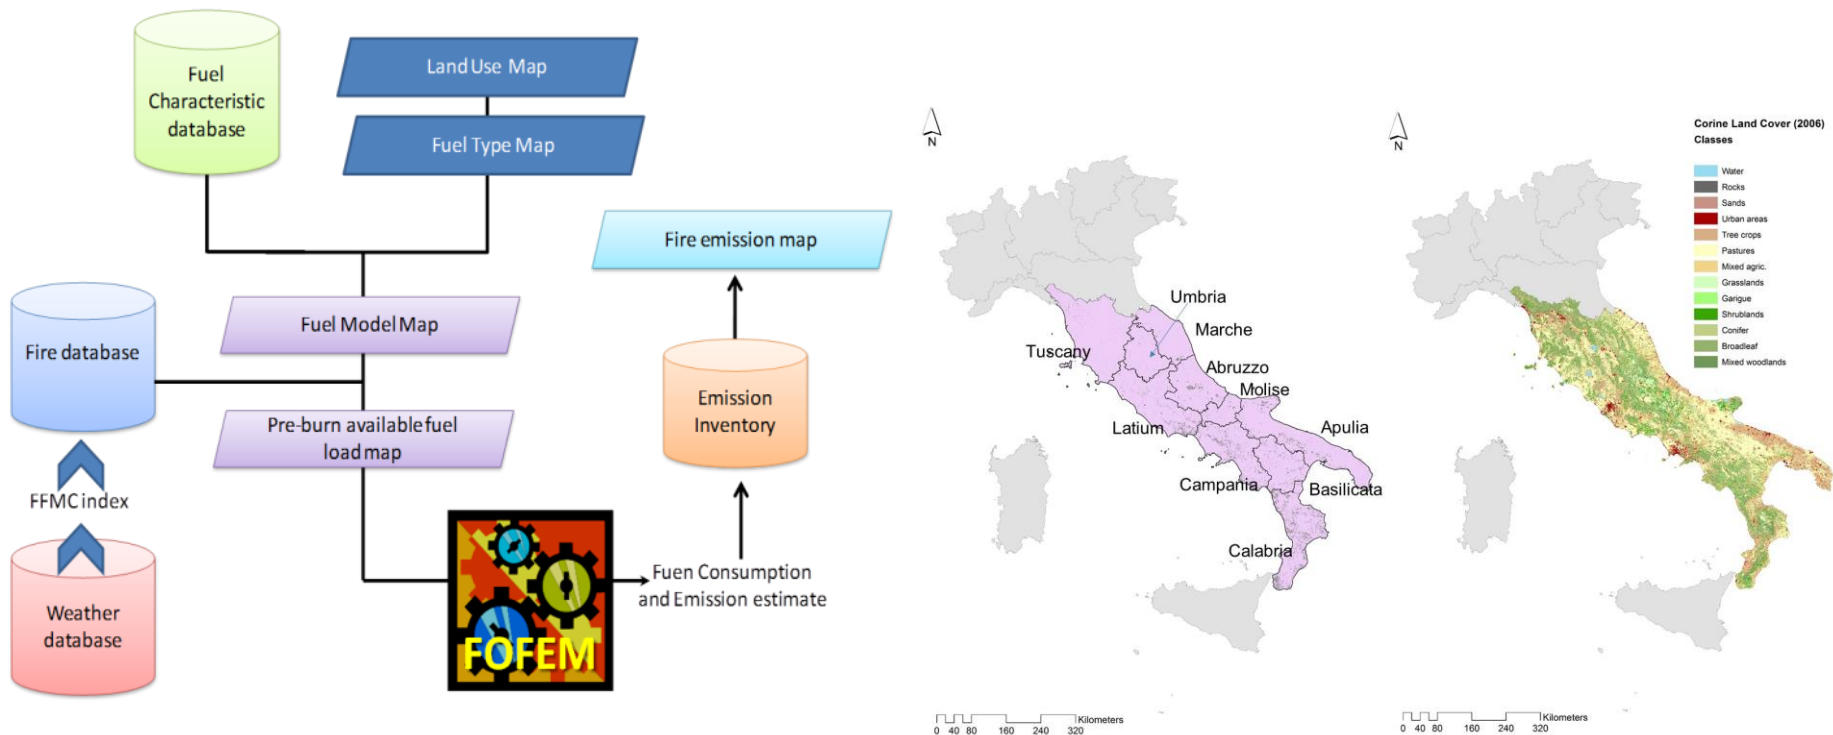 Fuel
Characteristic
database
Land Use Map
Fuel Type Map
Fire emission map
Fuel Model Map
Fire database
Pre-burn available fuel
load map
Emission
Inventory
FFMC index
Weather
database
FOFEM
Fuen Consumption
and Emission estimate
N
Umbria
Marche
Tuscany
Abruzzo
Molise
Latium
Apulia
Campania
Basilicata
Calabria
Kilometers
0 40 80 160 240 320
N
Corine Land Cover (2006)
Classes
Water
Rocks
Sands
Urban areas
Tree crops
Pastures
Mixed agric.
Grasslands
Garigue
Shrublands
Conifer
Broadleaf
Mixed woodlands
Kilometers
0 40 80 160 240 320